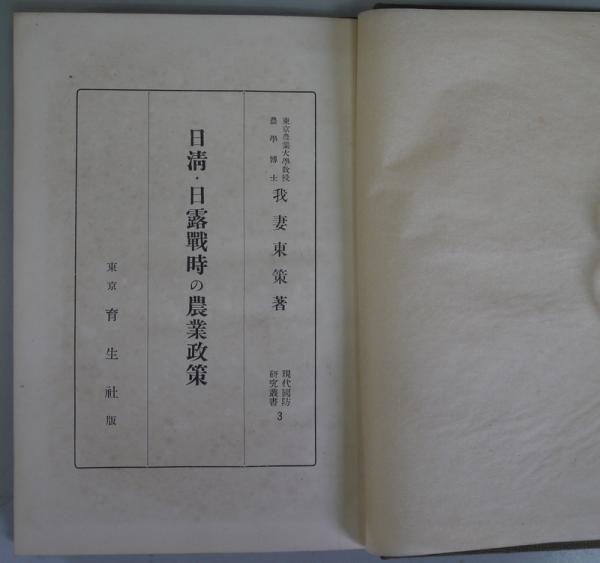 東京農業大學敎授
農學博士
我妻東策著
現代國防
研究叢書 3
日淸・日露戰時の農業政策
東京 育生社版